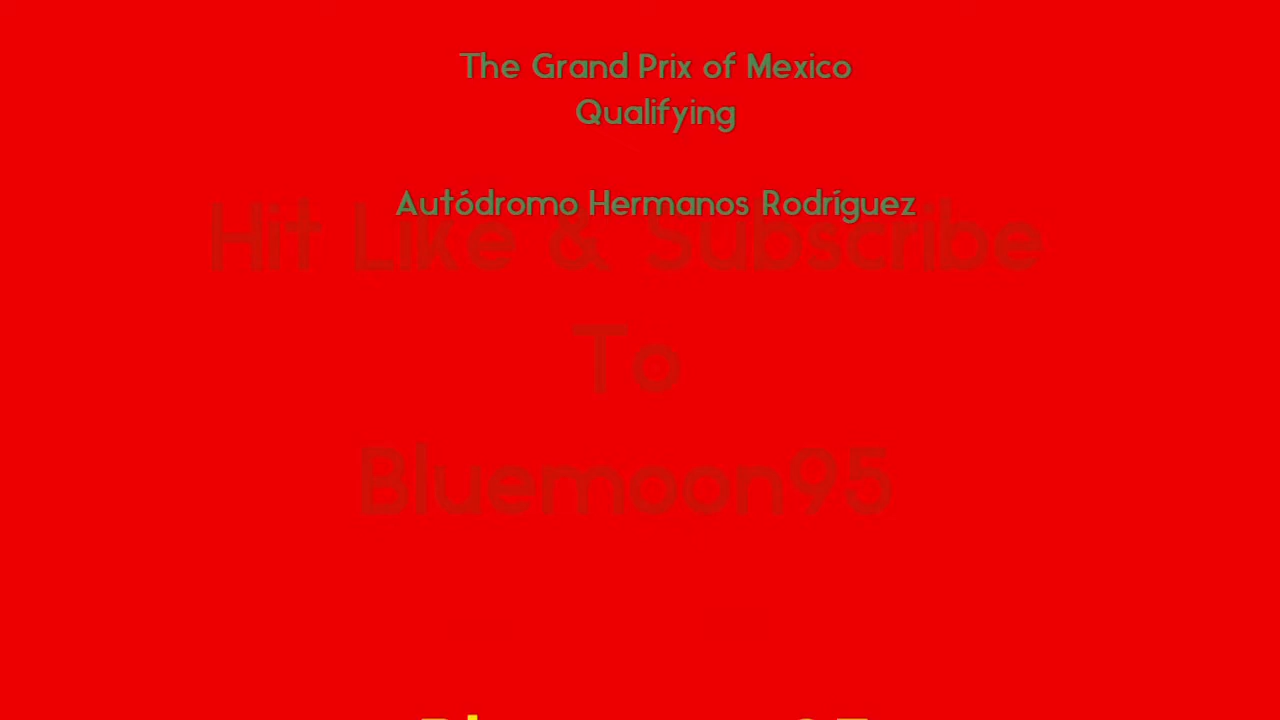 The Grand Prix of Mexico
Qualifying
Autódromo Hermanos Rodríguez
Hit Like & Subscribe
To
Bluemoon95